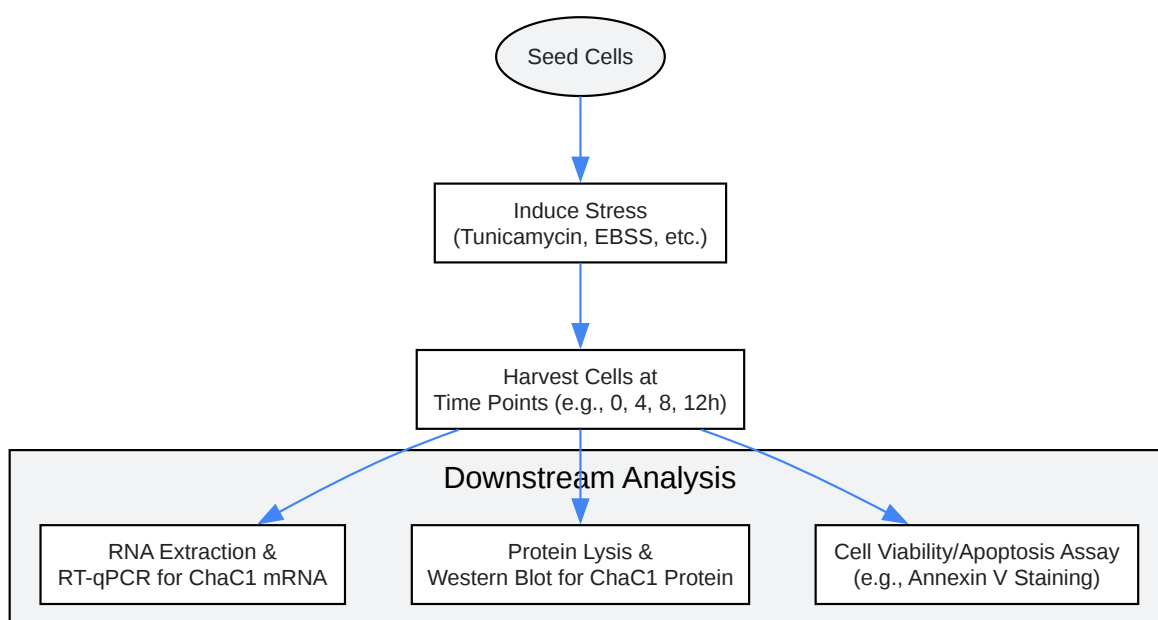 Seed Cells
Induce Stress
(Tunicamycin, EBSS, etc.)
Harvest Cells at
Time Points (e.g., 0, 4, 8, 12h)
Downstream Analysis
RNA Extraction &
RT-qPCR for ChaC1 mRNA
Protein Lysis &
Western Blot for ChaC1 Protein
Cell Viability/Apoptosis Assay
(e.g., Annexin V Staining)